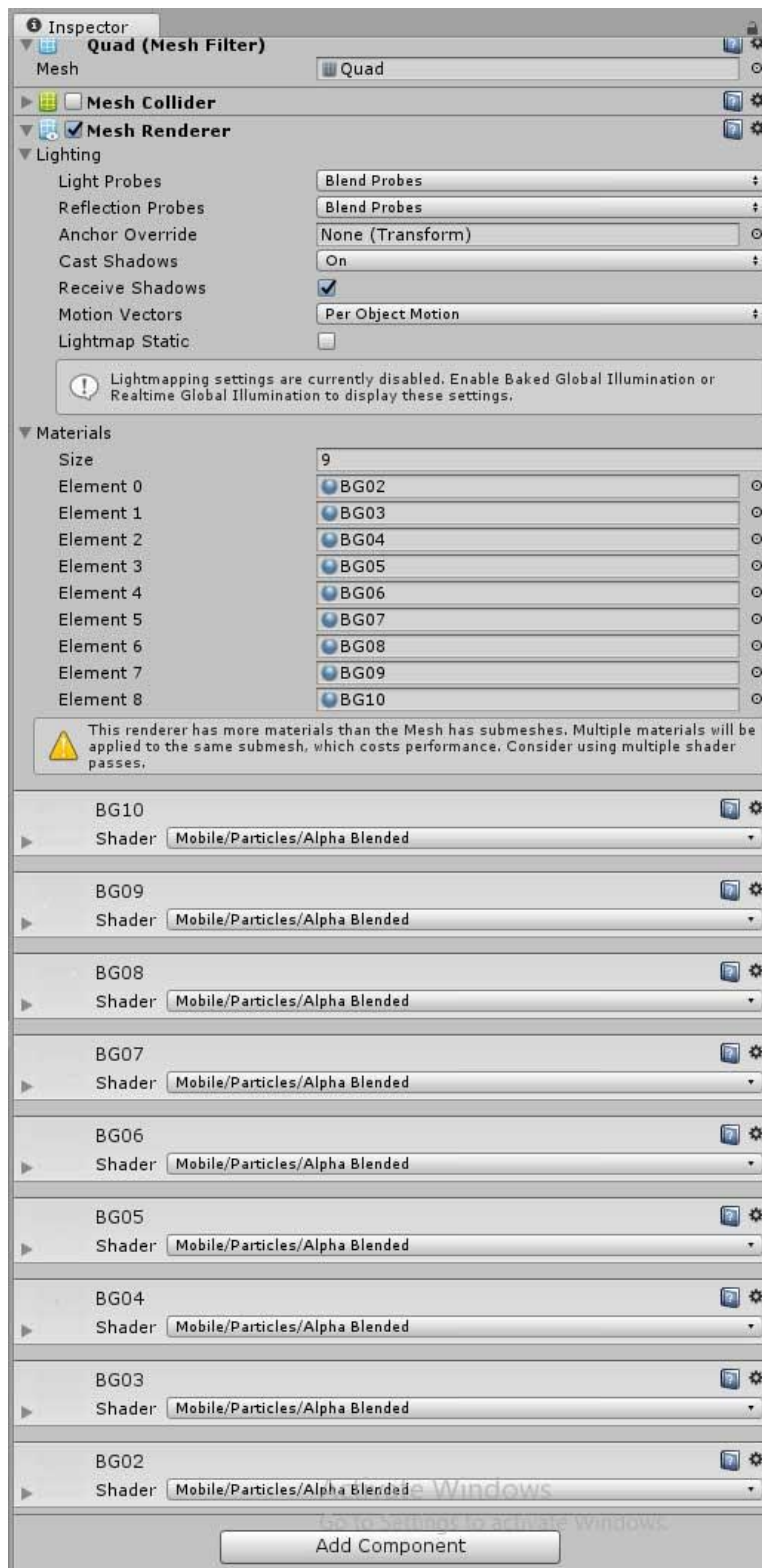 Inspector
Quad (Mesh Filter)
Mesh Quad
Mesh Collider
Mesh Renderer
Lighting
Light Probes Blend Probes
Reflection Probes Blend Probes
Anchor Override None (Transform)
Cast Shadows On
Receive Shadows
Motion Vectors Per Object Motion
Lightmap Static
Lightmapping settings are currently disabled. Enable Baked Global Illumination or
Realtime Global Illumination to display these settings.
Materials
Size 9
Element 0 BG02
Element 1 BG03
Element 2 BG04
Element 3 BG05
Element 4 BG06
Element 5 BG07
Element 6 BG08
Element 7 BG09
Element 8 BG10
This renderer has more materials than the Mesh has submeshes. Multiple materials will be
applied to the same submesh, which costs performance. Consider using multiple shader
passes.
BG10
Shader Mobile/Particles/Alpha Blended
BG09
Shader Mobile/Particles/Alpha Blended
BG08
Shader Mobile/Particles/Alpha Blended
BG07
Shader Mobile/Particles/Alpha Blended
BG06
Shader Mobile/Particles/Alpha Blended
BG05
Shader Mobile/Particles/Alpha Blended
BG04
Shader Mobile/Particles/Alpha Blended
BG03
Shader Mobile/Particles/Alpha Blended
BG02
Shader Mobile/Particles/Alpha Blended
Activate Windows
Go to Settings to activate Windows.
Add Component